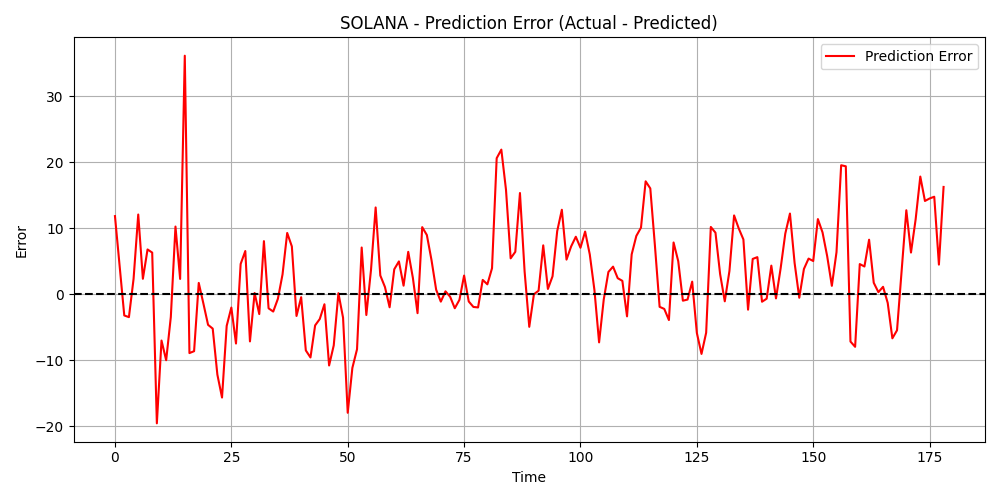 SOLANA - Prediction Error (Actual - Predicted)
Prediction Error
Error
30
20
10
0
−10
−20
0 25 50 75 100 125 150 175
Time